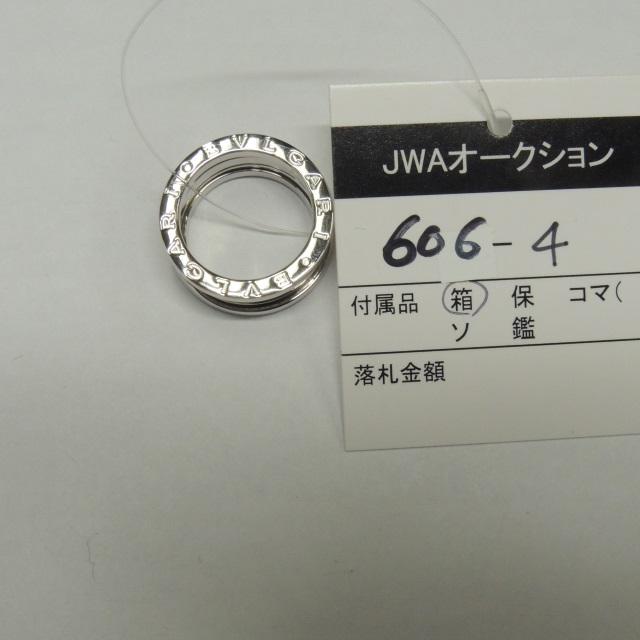 BVLGARI • BVLGARI •
JWAオークション
606-4
付属品 箱 保 コマ(
ソ 鑑
落札金額